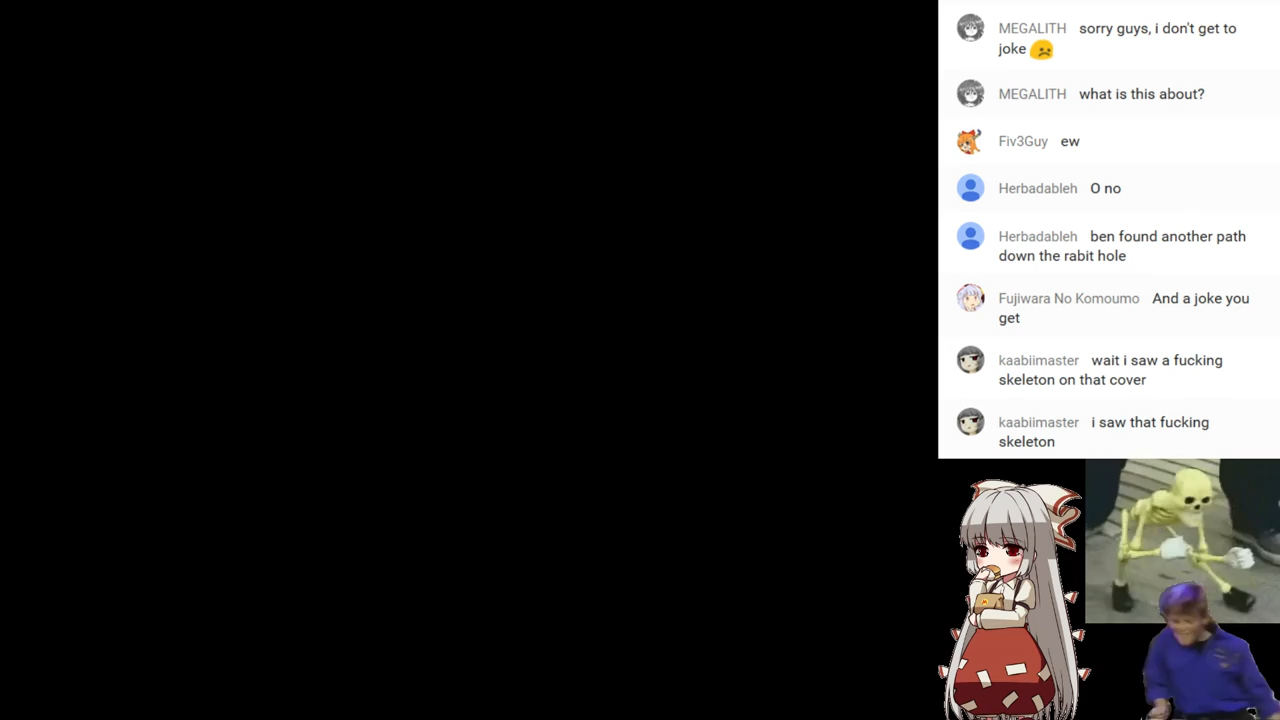 MEGALITH sorry guys, i don't get to
joke
MEGALITH what is this about?
Fiv3Guy ew
Herbadableh O no
Herbadableh ben found another path
down the rabit hole
Fujiwara No Komoumo And a joke you
get
kaabiimaster wait i saw a fucking
skeleton on that cover
kaabiimaster i saw that fucking
skeleton